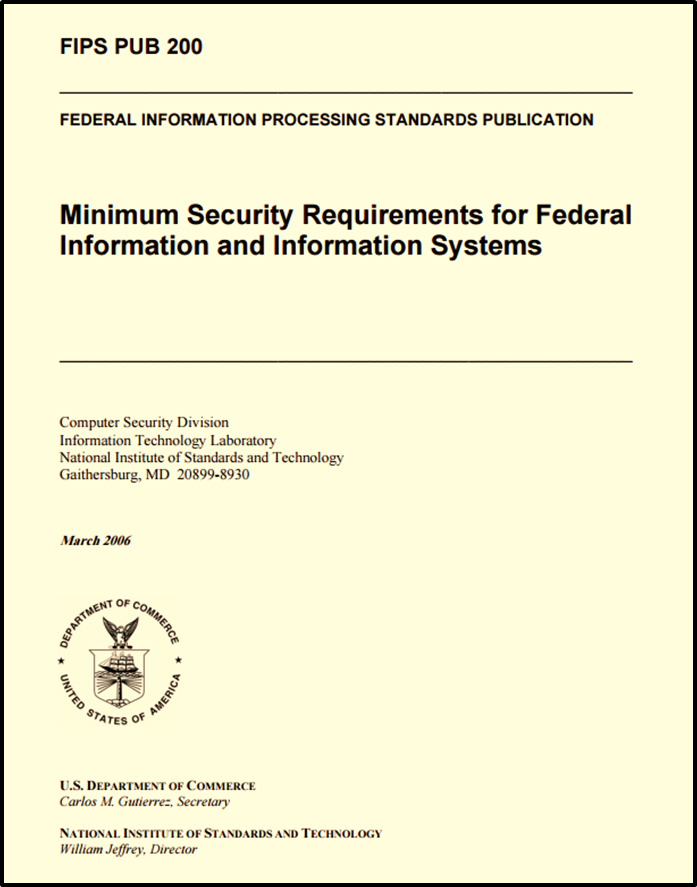 FIPS PUB 200
FEDERAL INFORMATION PROCESSING STANDARDS PUBLICATION
Minimum Security Requirements for Federal
Information and Information Systems
Computer Security Division
Information Technology Laboratory
National Institute of Standards and Technology
Gaithersburg, MD  20899-8930
March 2006
DEPARTMENT OF COMMERCE
UNITED STATES OF AMERICA
U.S. DEPARTMENT OF COMMERCE
Carlos M. Gutierrez, Secretary
NATIONAL INSTITUTE OF STANDARDS AND TECHNOLOGY
William Jeffrey, Director